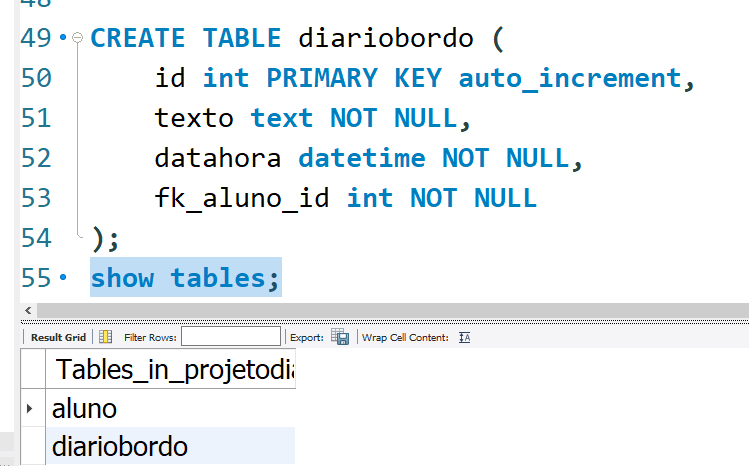 49 CREATE TABLE diariobordo (
50 id int PRIMARY KEY auto_increment,
51 texto text NOT NULL,
52 datahora datetime NOT NULL,
53 fk_aluno_id int NOT NULL
54 );
55 show tables;
Result Grid Filter Rows: Export: Wrap Cell Content:
Tables_in_projetodia
aluno
diariobordo